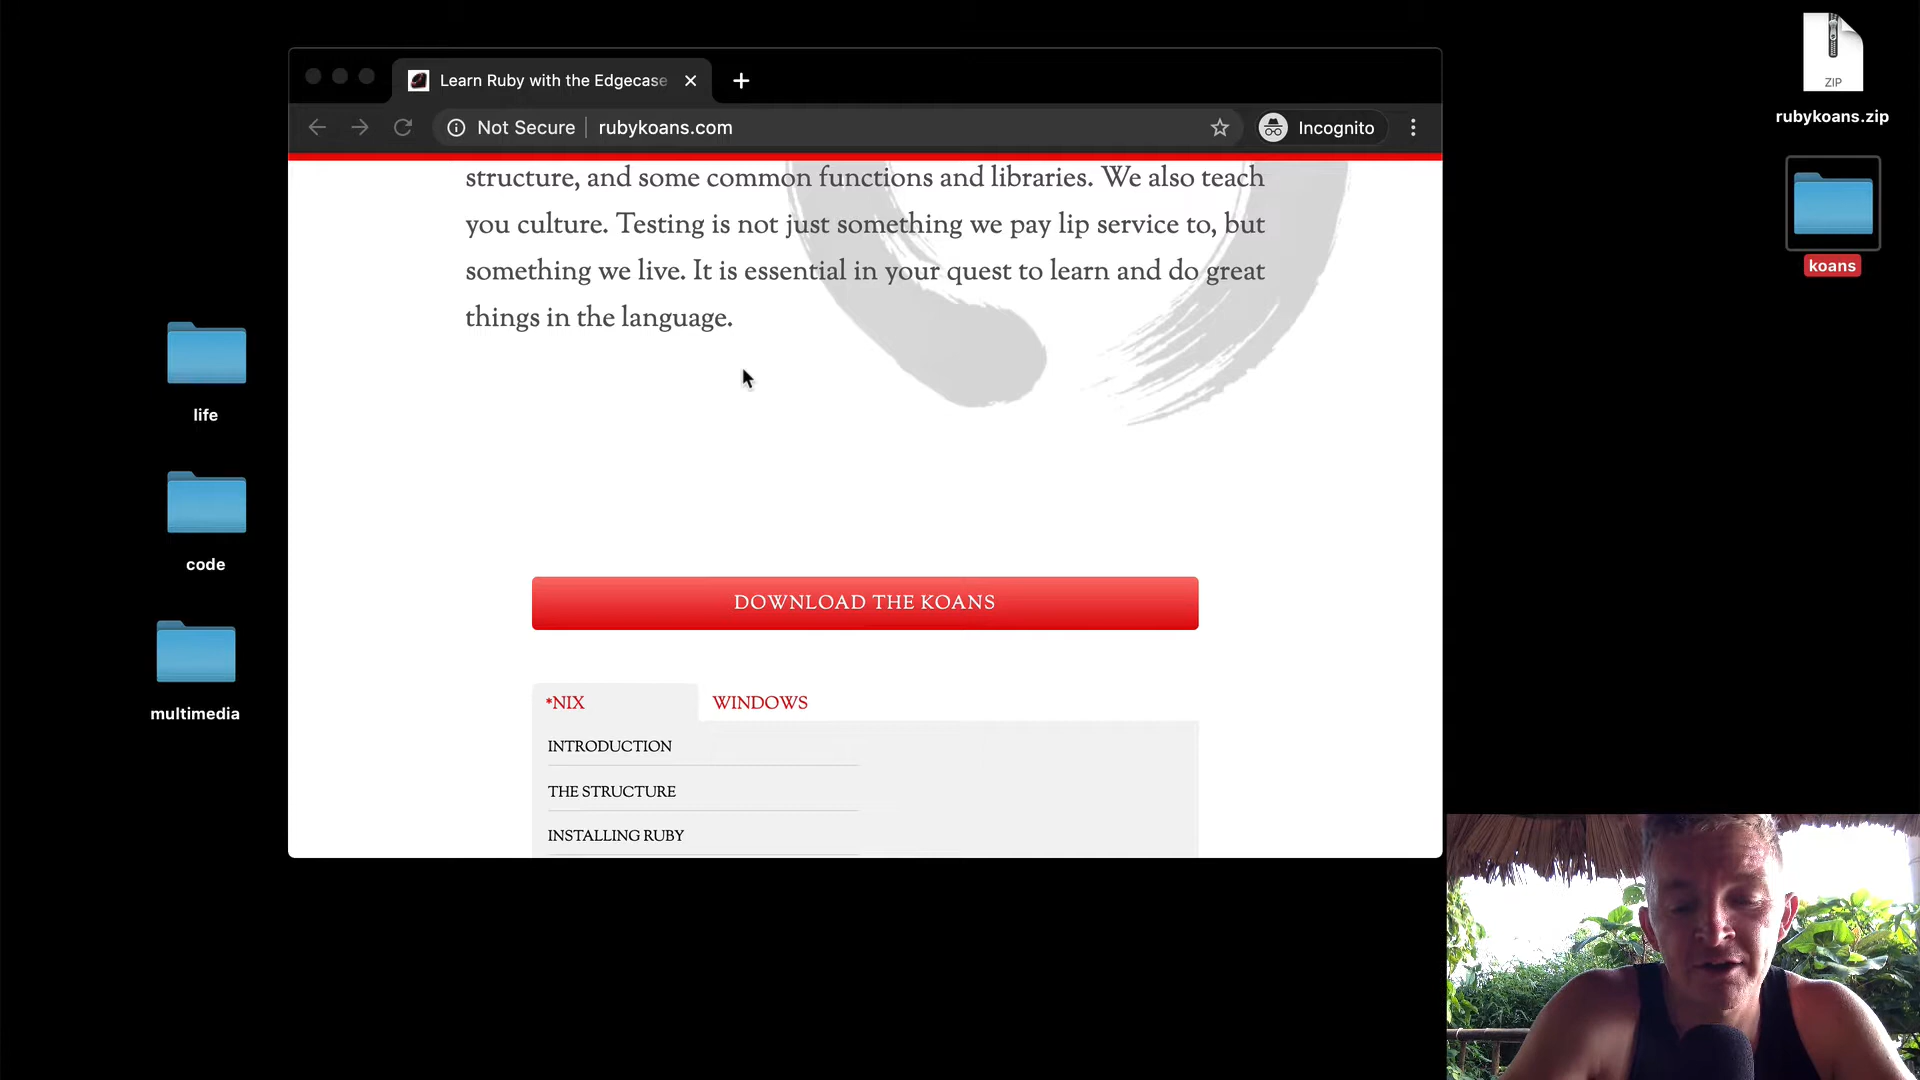 ZIP
rubykoans.zip
koans
life
code
multimedia
Learn Ruby with the Edgecase
Not Secure
rubykoans.com
Incognito
structure, and some common functions and libraries. We also teach
you culture. Testing is not just something we pay lip service to, but
something we live. It is essential in your quest to learn and do great
things in the language.
DOWNLOAD THE KOANS
*NIX
WINDOWS
INTRODUCTION
THE STRUCTURE
INSTALLING RUBY